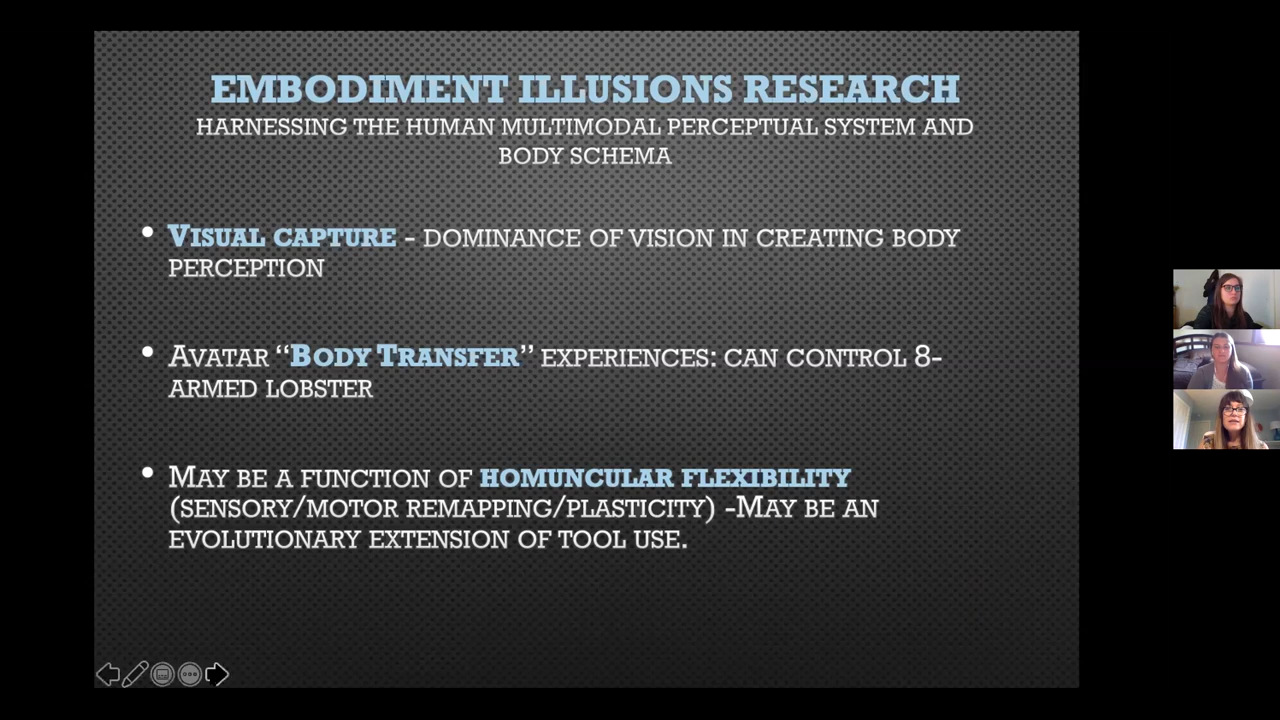 EMBODIMENT ILLUSIONS RESEARCH
HARNESSING THE HUMAN MULTIMODAL PERCEPTUAL SYSTEM AND
BODY SCHEMA
• VISUAL CAPTURE - DOMINANCE OF VISION IN CREATING BODY
PERCEPTION
• AVATAR “BODY TRANSFER” EXPERIENCES: CAN CONTROL 8-
ARMED LOBSTER
• MAY BE A FUNCTION OF HOMUNCULAR FLEXIBILITY
(SENSORY/MOTOR REMAPPING/PLASTICITY) -MAY BE AN
EVOLUTIONARY EXTENSION OF TOOL USE.